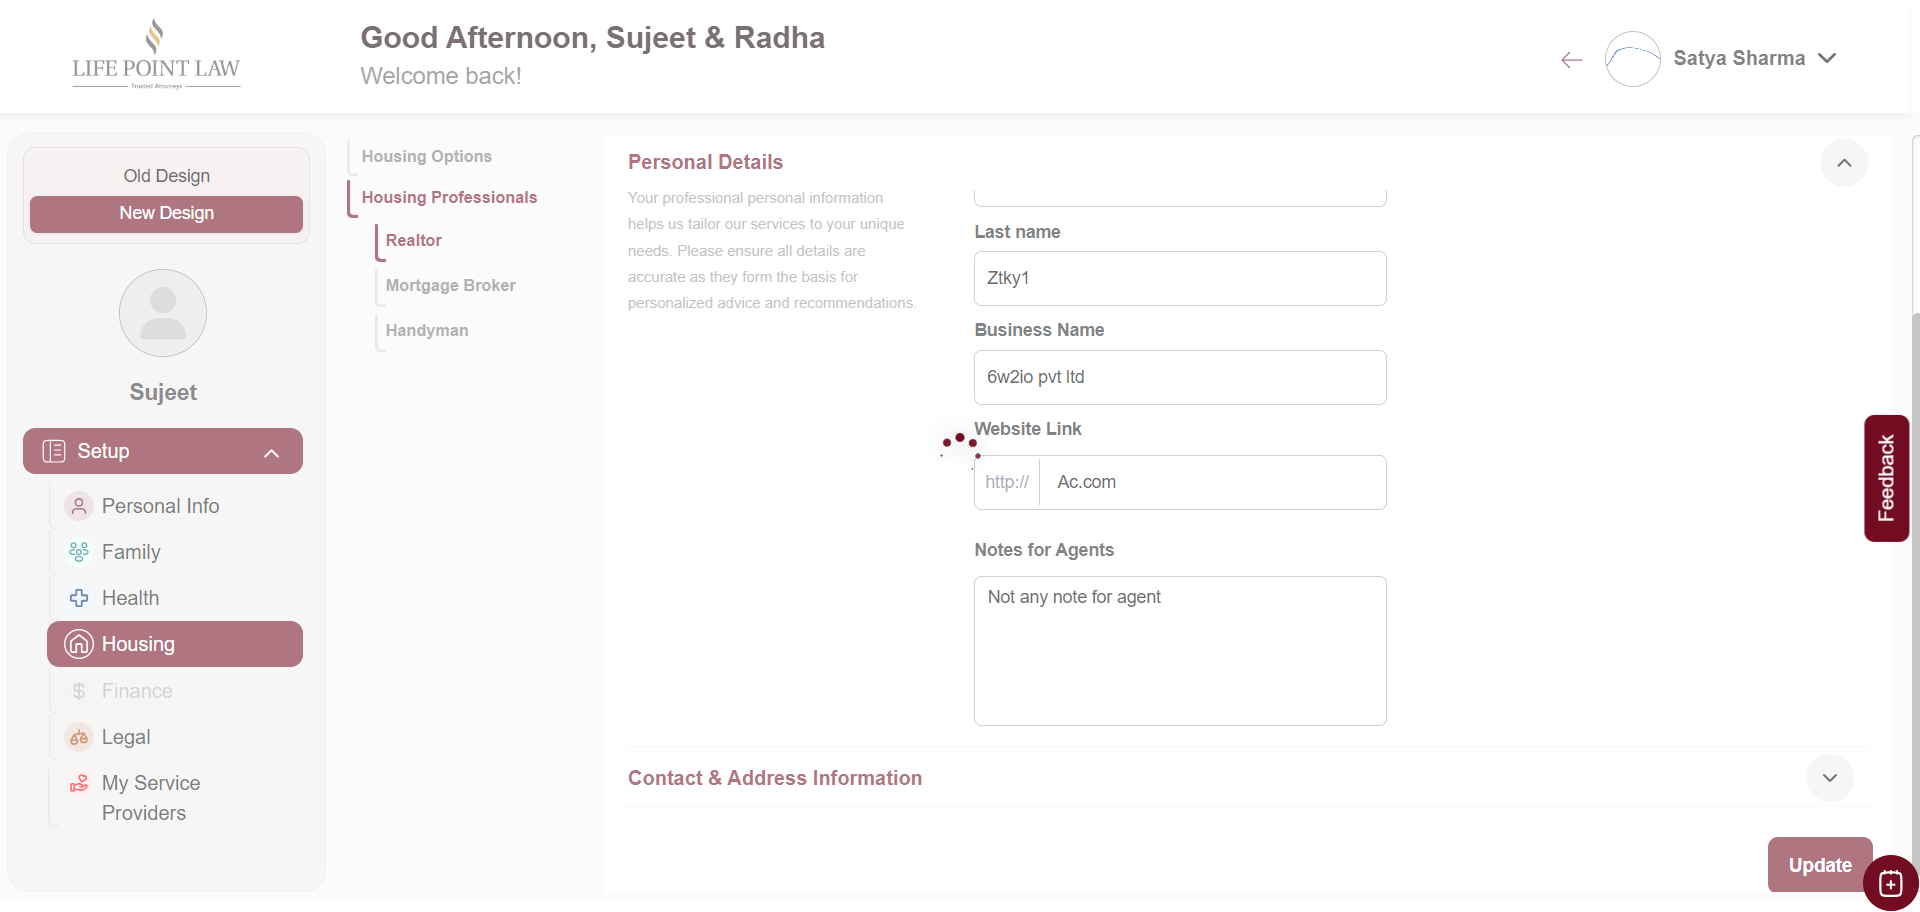 LIFE POINT LAW
Trusted Attorneys
Good Afternoon, Sujeet & Radha
Welcome back!
Satya Sharma
Old Design
New Design
Sujeet
Setup
Personal Info
Family
Health
Housing
Finance
Legal
My Service
Providers
Housing Options
Housing Professionals
Realtor
Mortgage Broker
Handyman
Personal Details
Your professional personal information
helps us tailor our services to your unique
needs. Please ensure all details are
accurate as they form the basis for
personalized advice and recommendations.
Last name
Ztky1
Business Name
6w2io pvt ltd
Website Link
http:// Ac.com
Notes for Agents
Not any note for agent
Contact & Address Information
Update
Feedback